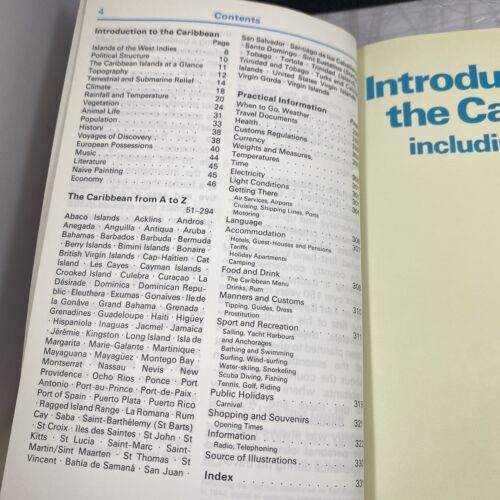 4
Contents
Introduction to the Caribbean
Page
Islands of the West Indies 8
Political Structure 10
The Caribbean Islands at a Glance 11
Topography 12
Terrestrial and Submarine Relief 14
Climate 18
Rainfall and Temperature 20
Vegetation 24
Animal Life 31
Population 33
History 38
Voyages of Discovery 38
European Possessions 40
Music 44
Literature 45
Naive Painting 45
Economy 46
The Caribbean from A to Z
51-294
Abaco Islands · Acklins · Andros ·
Anegada · Anguilla · Antigua · Aruba ·
Bahamas · Barbados · Barbuda · Bermuda
· Berry Islands · Bimini Islands · Bonaire ·
British Virgin Islands · Cap-Haïtien · Cat
Island · Les Cayes · Cayman Islands ·
Crooked Island · Culebra · Curaçao · La
Désirade · Dominica · Dominican Repu-
blic · Eleuthera · Exumas · Gonaïves · Ile de
la Gonâve · Grand Bahama · Grenada ·
Grenadines · Guadeloupe · Haiti · Higüey
· Hispaniola · Inaguas · Jacmel · Jamaica
· Jérémie · Kingston · Long Island · Isla de
Margarita · Marie-Galante · Martinique ·
Mayaguana · Mayagüez · Montego Bay ·
Montserrat · Nassau · Nevis · New
Providence · Ocho Rios · Ponce · Port
Antonio · Port-au-Prince · Port-de-Paix ·
Port of Spain · Puerto Plata · Puerto Rico
· Ragged Island Range · La Romana · Rum
Cay · Saba · Saint-Barthélemy (St Barts)
· St Croix · Iles des Saintes · St John · St
Kitts · St Lucia · Saint-Marc · Saint-
Martin/Sint Maarten · St Thomas · St
Vincent · Bahía de Samaná · San Juan ·
San Salvador · Santiago de los Caballeros
· Santo Domingo · Sint Eustatius
Tobago · Tortola · Trinidad
Trinidad and Tobago · Turks and Caicos
Islands · United States Virgin Islands
Virgin Gorda · Virgin Islands
Practical Information
When to Go, Weather
Travel Documents
Health
Customs Regulations
Currency
Weights and Measures,
Temperatures
Time
Electricity
Light Conditions
Getting There
Air Services, Airports
Cruising, Shipping Lines, Ports
Motoring
Language
Accommodation
Hotels, Guest-Houses and Pensions
Tariffs
Holiday Apartments
Camping
Food and Drink
The Caribbean Menu
Drinks, Rum
Manners and Customs
Tipping, Guides, Dress
Prostitution
Sport and Recreation
Sailing, Yacht Harbours
and Anchorages
Bathing and Swimming
Surfing, Wind-surfing
Water-skiing, Snorkeling
Scuba Diving, Fishing
Tennis, Golf, Riding
Public Holidays
Carnival
Shopping and Souvenirs
Opening Times
Information
Radio, Telephoning
Source of Illustrations
Index
Introdu
the Ca
includi